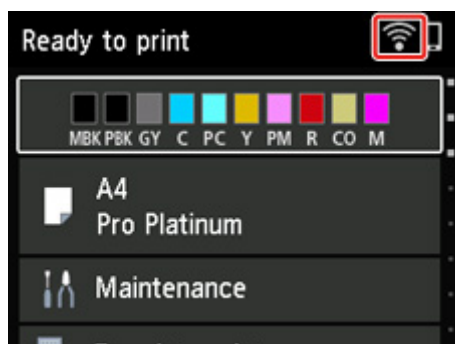 Ready to print
MBK PBK GY C PC Y PM R CO M
A4
Pro Platinum
Maintenance